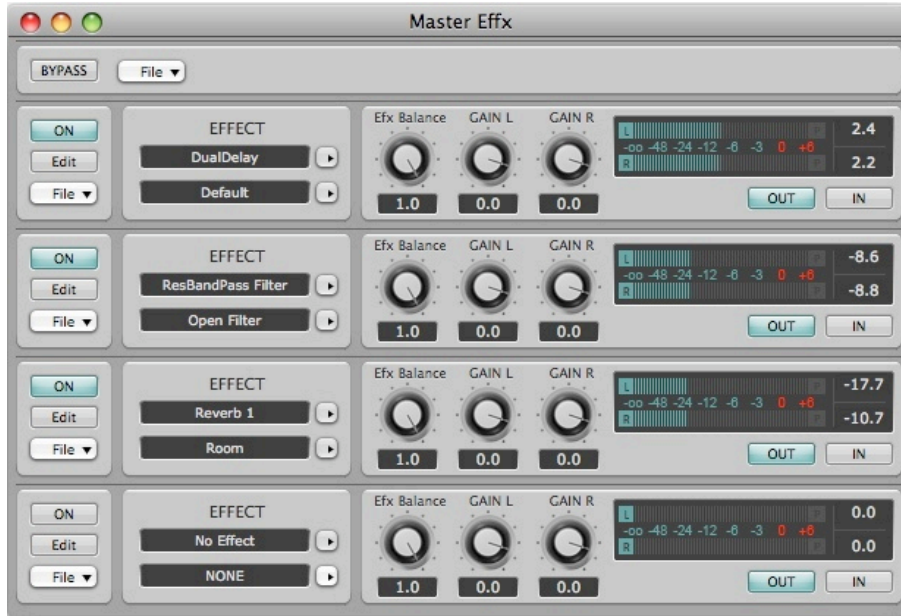 Master Effx
BYPASS File
ON EFFECT Efx Balance GAIN L GAIN R L P 2.4
Edit DualDelay -oo -48 -24 -12 -6 -3 0 +6
File Default R P 2.2
1.0 0.0 0.0 OUT IN
ON EFFECT Efx Balance GAIN L GAIN R L P -8.6
Edit ResBandPass Filter -oo -48 -24 -12 -6 -3 0 +6
File Open Filter R P -8.8
1.0 0.0 0.0 OUT IN
ON EFFECT Efx Balance GAIN L GAIN R L P -17.7
Edit Reverb 1 -oo -48 -24 -12 -6 -3 0 +6
File Room R P -10.7
1.0 0.0 0.0 OUT IN
ON EFFECT Efx Balance GAIN L GAIN R L P 0.0
Edit No Effect -oo -48 -24 -12 -6 -3 0 +6
File NONE R P 0.0
1.0 0.0 0.0 OUT IN